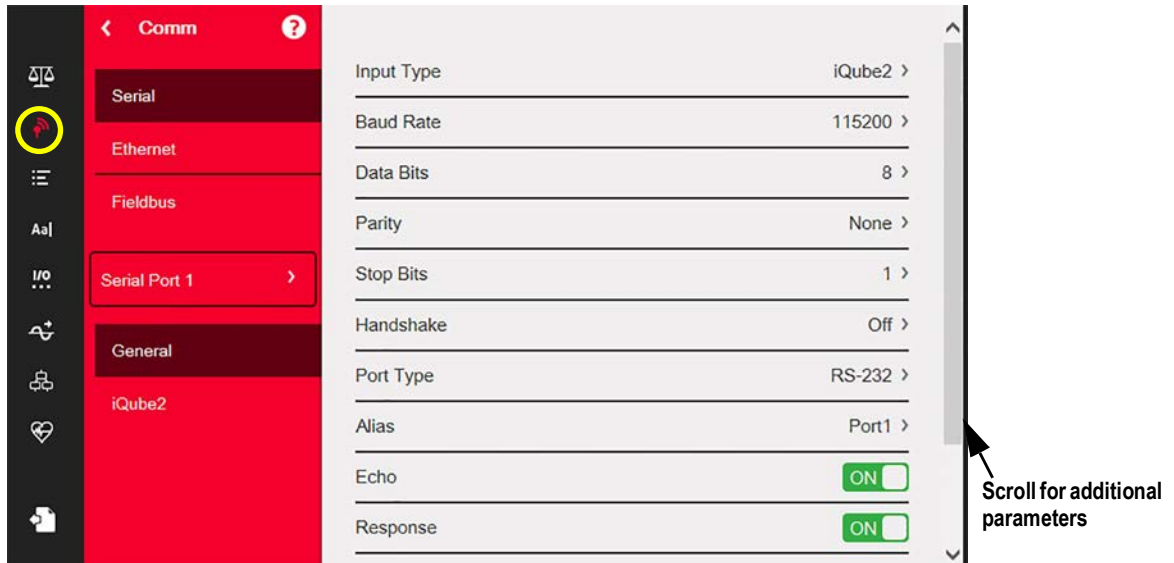 Comm ?
Serial
Ethernet
Fieldbus
Serial Port 1
General
iQube2
Aa
I/O
Input Type iQube2
Baud Rate 115200
Data Bits 8
Parity None
Stop Bits 1
Handshake Off
Port Type RS-232
Alias Port1
Echo ON
Response ON
Scroll for additional
parameters